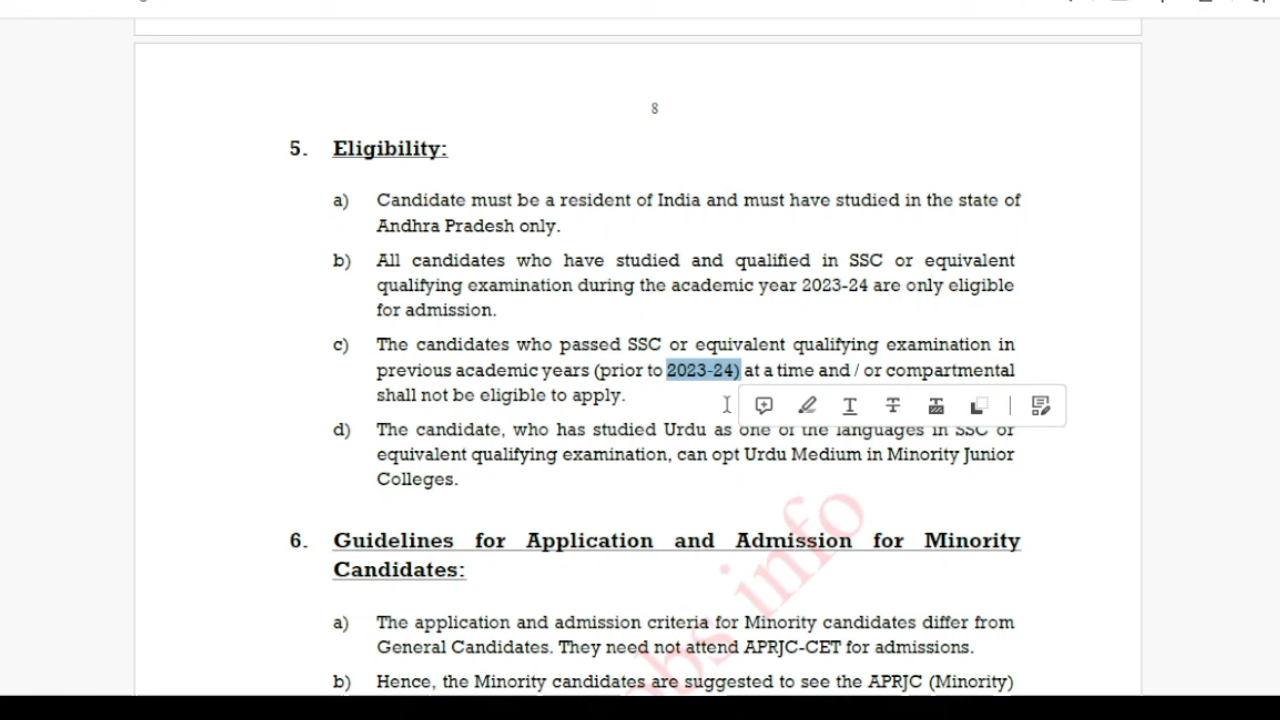 8
5. Eligibility:
a) Candidate must be a resident of India and must have studied in the state of
Andhra Pradesh only.
b) All candidates who have studied and qualified in SSC or equivalent
qualifying examination during the academic year 2023-24 are only eligible
for admission.
c) The candidates who passed SSC or equivalent qualifying examination in
previous academic years (prior to 2023-24) at a time and / or compartmental
shall not be eligible to apply.
d) The candidate, who has studied Urdu as one of the languages in SSC or
equivalent qualifying examination, can opt Urdu Medium in Minority Junior
Colleges.
6. Guidelines for Application and Admission for Minority
Candidates:
a) The application and admission criteria for Minority candidates differ from
General Candidates. They need not attend APRJC-CET for admissions.
b) Hence, the Minority candidates are suggested to see the APRJC (Minority)
info